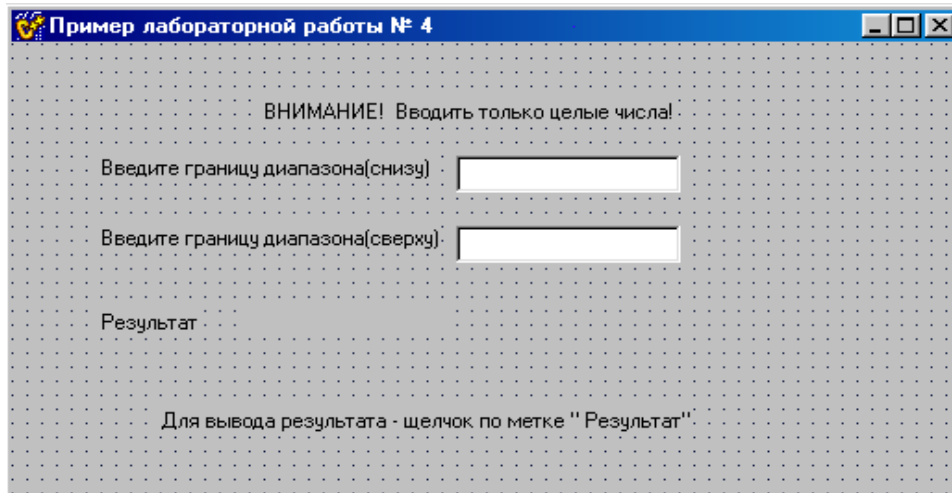 Пример лабораторной работы № 4
ВНИМАНИЕ! Вводить только целые числа!
Введите границу диапазона(снизу)
Введите границу диапазона(сверху)
Результат
Для вывода результата - щелчок по метке " Результат"